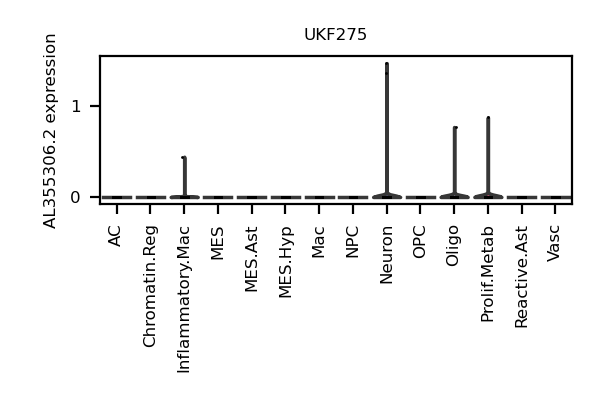 UKF275
AL355306.2 expression
1
0
AC
Chromatin.Reg
Inflammatory.Mac
MES
MES.Ast
MES.Hyp
Mac
NPC
Neuron
OPC
Oligo
Prolif.Metab
Reactive.Ast
Vasc